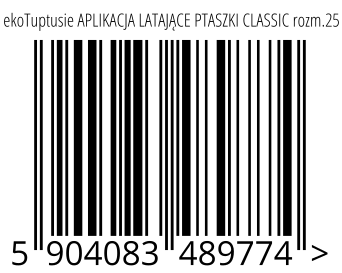 ekoTuptusie APLIKACJA LATAJĄCE PTASZKI CLASSIC rozm.25
5 904083 489774 >